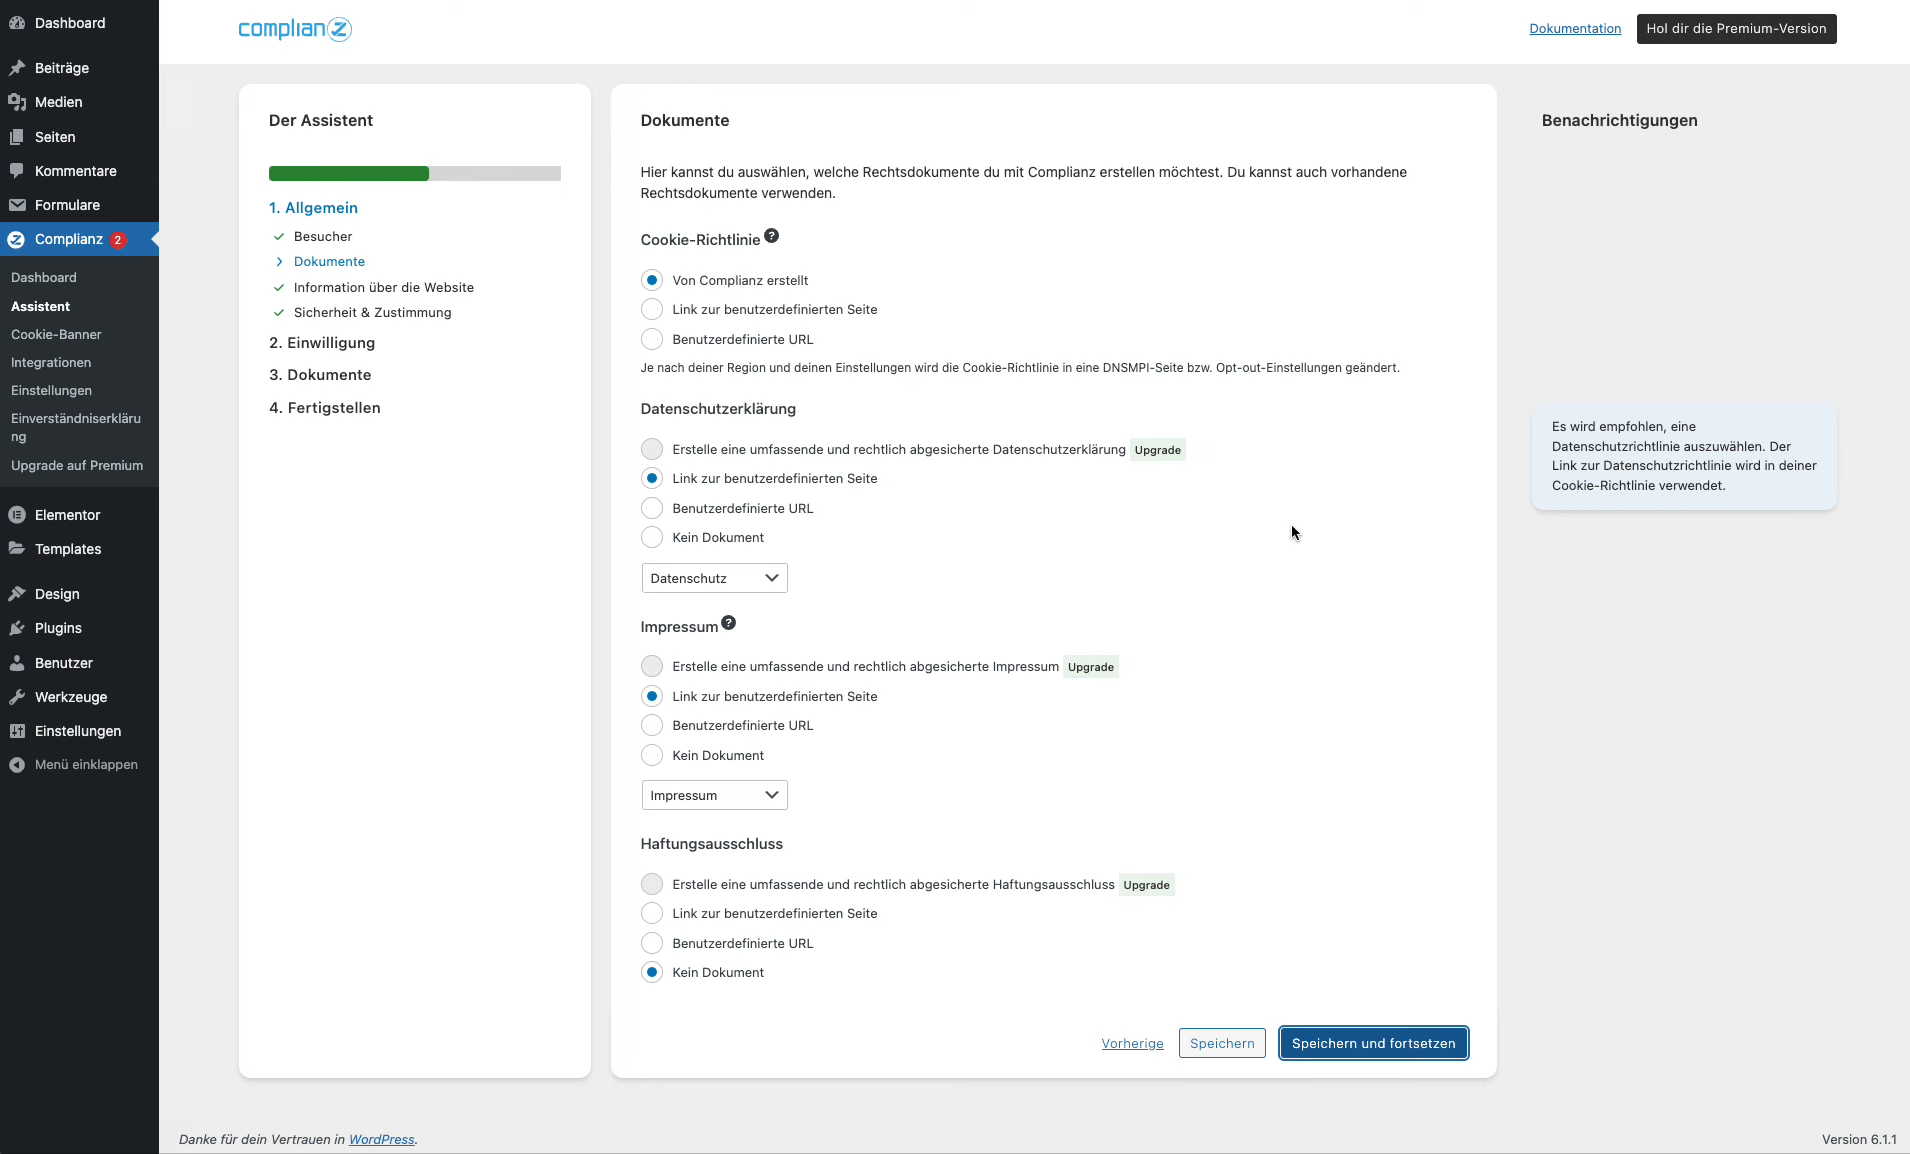 Dashboard
Beiträge
Medien
Seiten
Kommentare
Formulare
Complianz 2
Dashboard
Assistent
Cookie-Banner
Integrationen
Einstellungen
Einverständniserkläru
ng
Upgrade auf Premium
Elementor
Templates
Design
Plugins
Benutzer
Werkzeuge
Einstellungen
Menü einklappen
complianz
Dokumentation
Hol dir die Premium-Version
Der Assistent
1. Allgemein
Besucher
Dokumente
Information über die Website
Sicherheit & Zustimmung
2. Einwilligung
3. Dokumente
4. Fertigstellen
Dokumente
Hier kannst du auswählen, welche Rechtsdokumente du mit Complianz erstellen möchtest. Du kannst auch vorhandene
Rechtsdokumente verwenden.
Cookie-Richtlinie ?
Von Complianz erstellt
Link zur benutzerdefinierten Seite
Benutzerdefinierte URL
Je nach deiner Region und deinen Einstellungen wird die Cookie-Richtlinie in eine DNSMPI-Seite bzw. Opt-out-Einstellungen geändert.
Datenschutzerklärung
Erstelle eine umfassende und rechtlich abgesicherte Datenschutzerklärung Upgrade
Link zur benutzerdefinierten Seite
Benutzerdefinierte URL
Kein Dokument
Datenschutz
Impressum ?
Erstelle eine umfassende und rechtlich abgesicherte Impressum Upgrade
Link zur benutzerdefinierten Seite
Benutzerdefinierte URL
Kein Dokument
Impressum
Haftungsausschluss
Erstelle eine umfassende und rechtlich abgesicherte Haftungsausschluss Upgrade
Link zur benutzerdefinierten Seite
Benutzerdefinierte URL
Kein Dokument
Vorherige
Speichern
Speichern und fortsetzen
Benachrichtigungen
Es wird empfohlen, eine
Datenschutzrichtlinie auszuwählen. Der
Link zur Datenschutzrichtlinie wird in deiner
Cookie-Richtlinie verwendet.
Danke für dein Vertrauen in WordPress.
Version 6.1.1